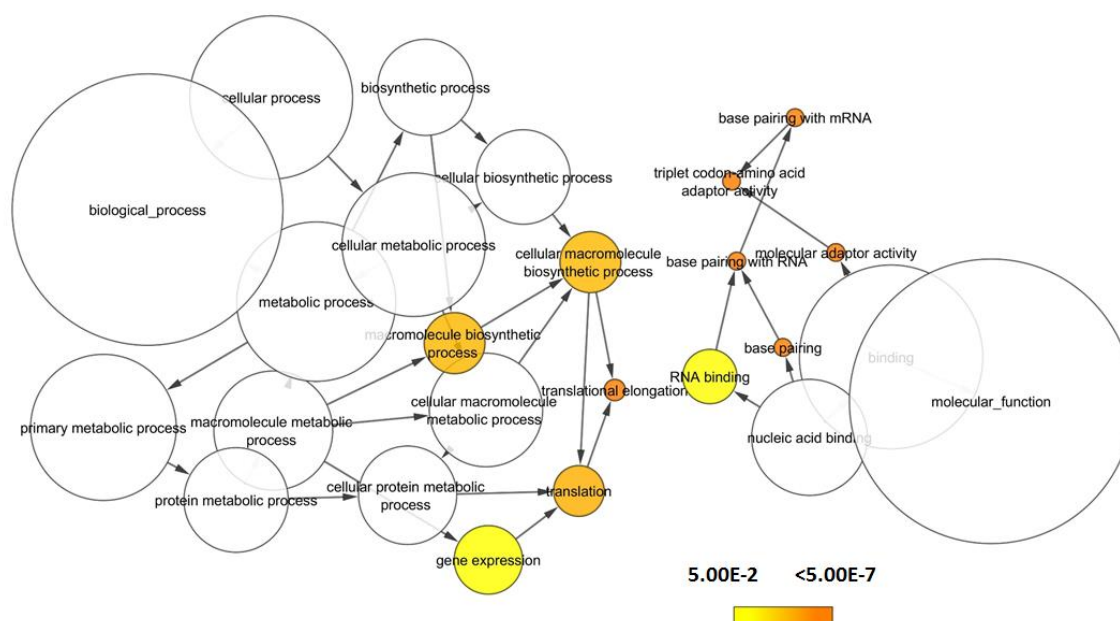 biosynthetic process
cellular process
base pairing with mRNA
triplet codon-amino acid
adaptor activity
cellular biosynthetic process
biological_process
cellular metabolic process
cellular macromolecule
biosynthetic process
molecular adaptor activity
base pairing with RNA
metabolic process
macromolecule biosynthetic
process
base pairing
binding
RNA binding
translational elongation
molecular_function
cellular macromolecule
metabolic process
primary metabolic process
macromolecule metabolic
process
nucleic acid binding
protein metabolic process
cellular protein metabolic
process
translation
gene expression
5.00E-2
<5.00E-7